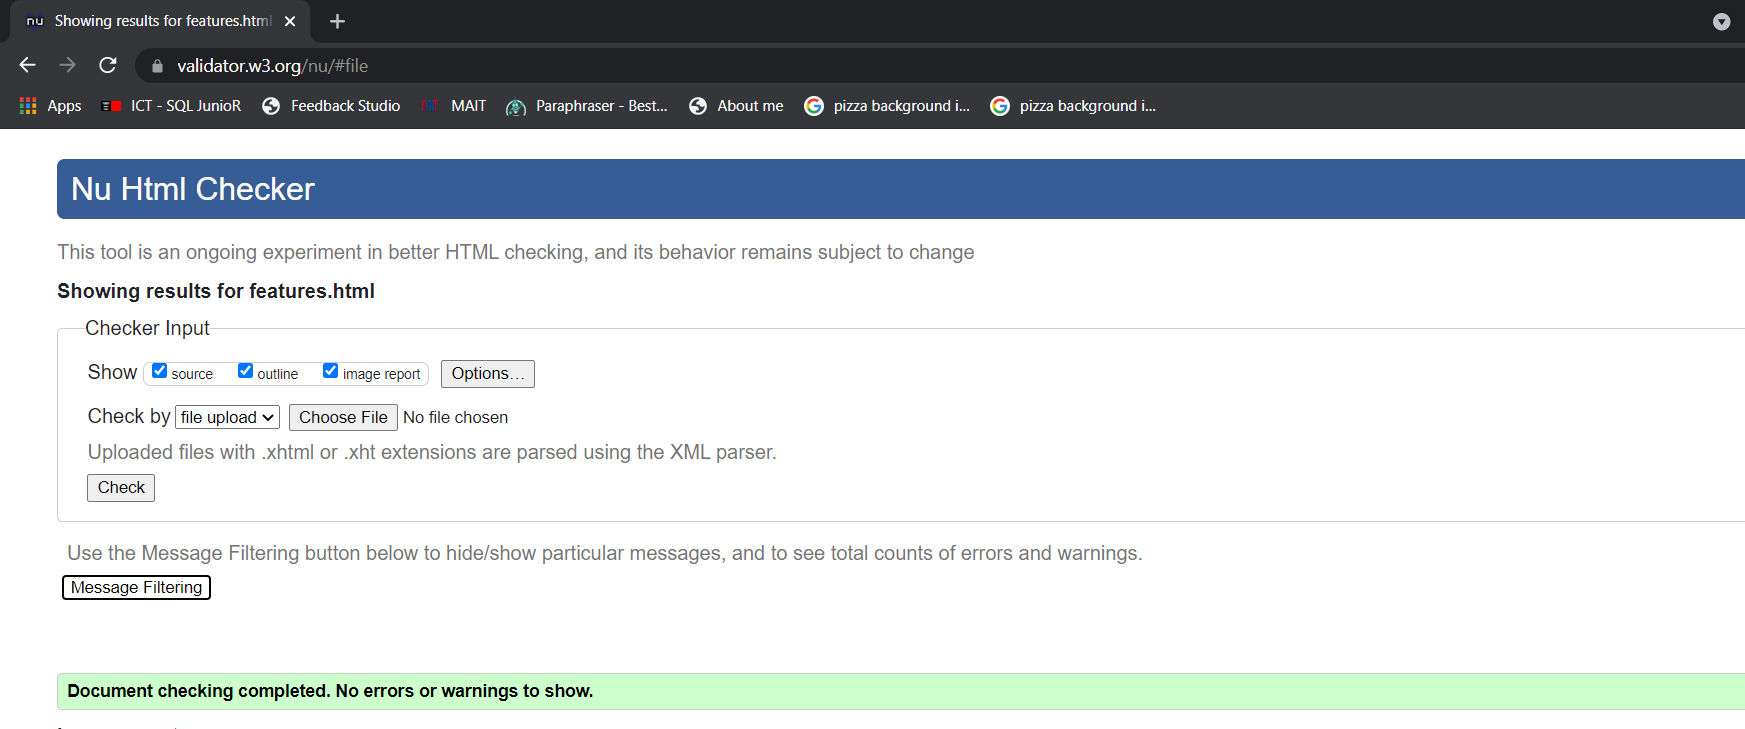 nu Showing results for features.html
validator.w3.org/nu/#file
Apps ICT - SQL JunioR Feedback Studio MIT MAIT Paraphraser - Best... About me pizza background i... pizza background i...
Nu Html Checker
This tool is an ongoing experiment in better HTML checking, and its behavior remains subject to change
Showing results for features.html
Checker Input
Show source outline image report Options...
Check by file upload Choose File No file chosen
Uploaded files with .xhtml or .xht extensions are parsed using the XML parser.
Check
Use the Message Filtering button below to hide/show particular messages, and to see total counts of errors and warnings.
Message Filtering
Document checking completed. No errors or warnings to show.